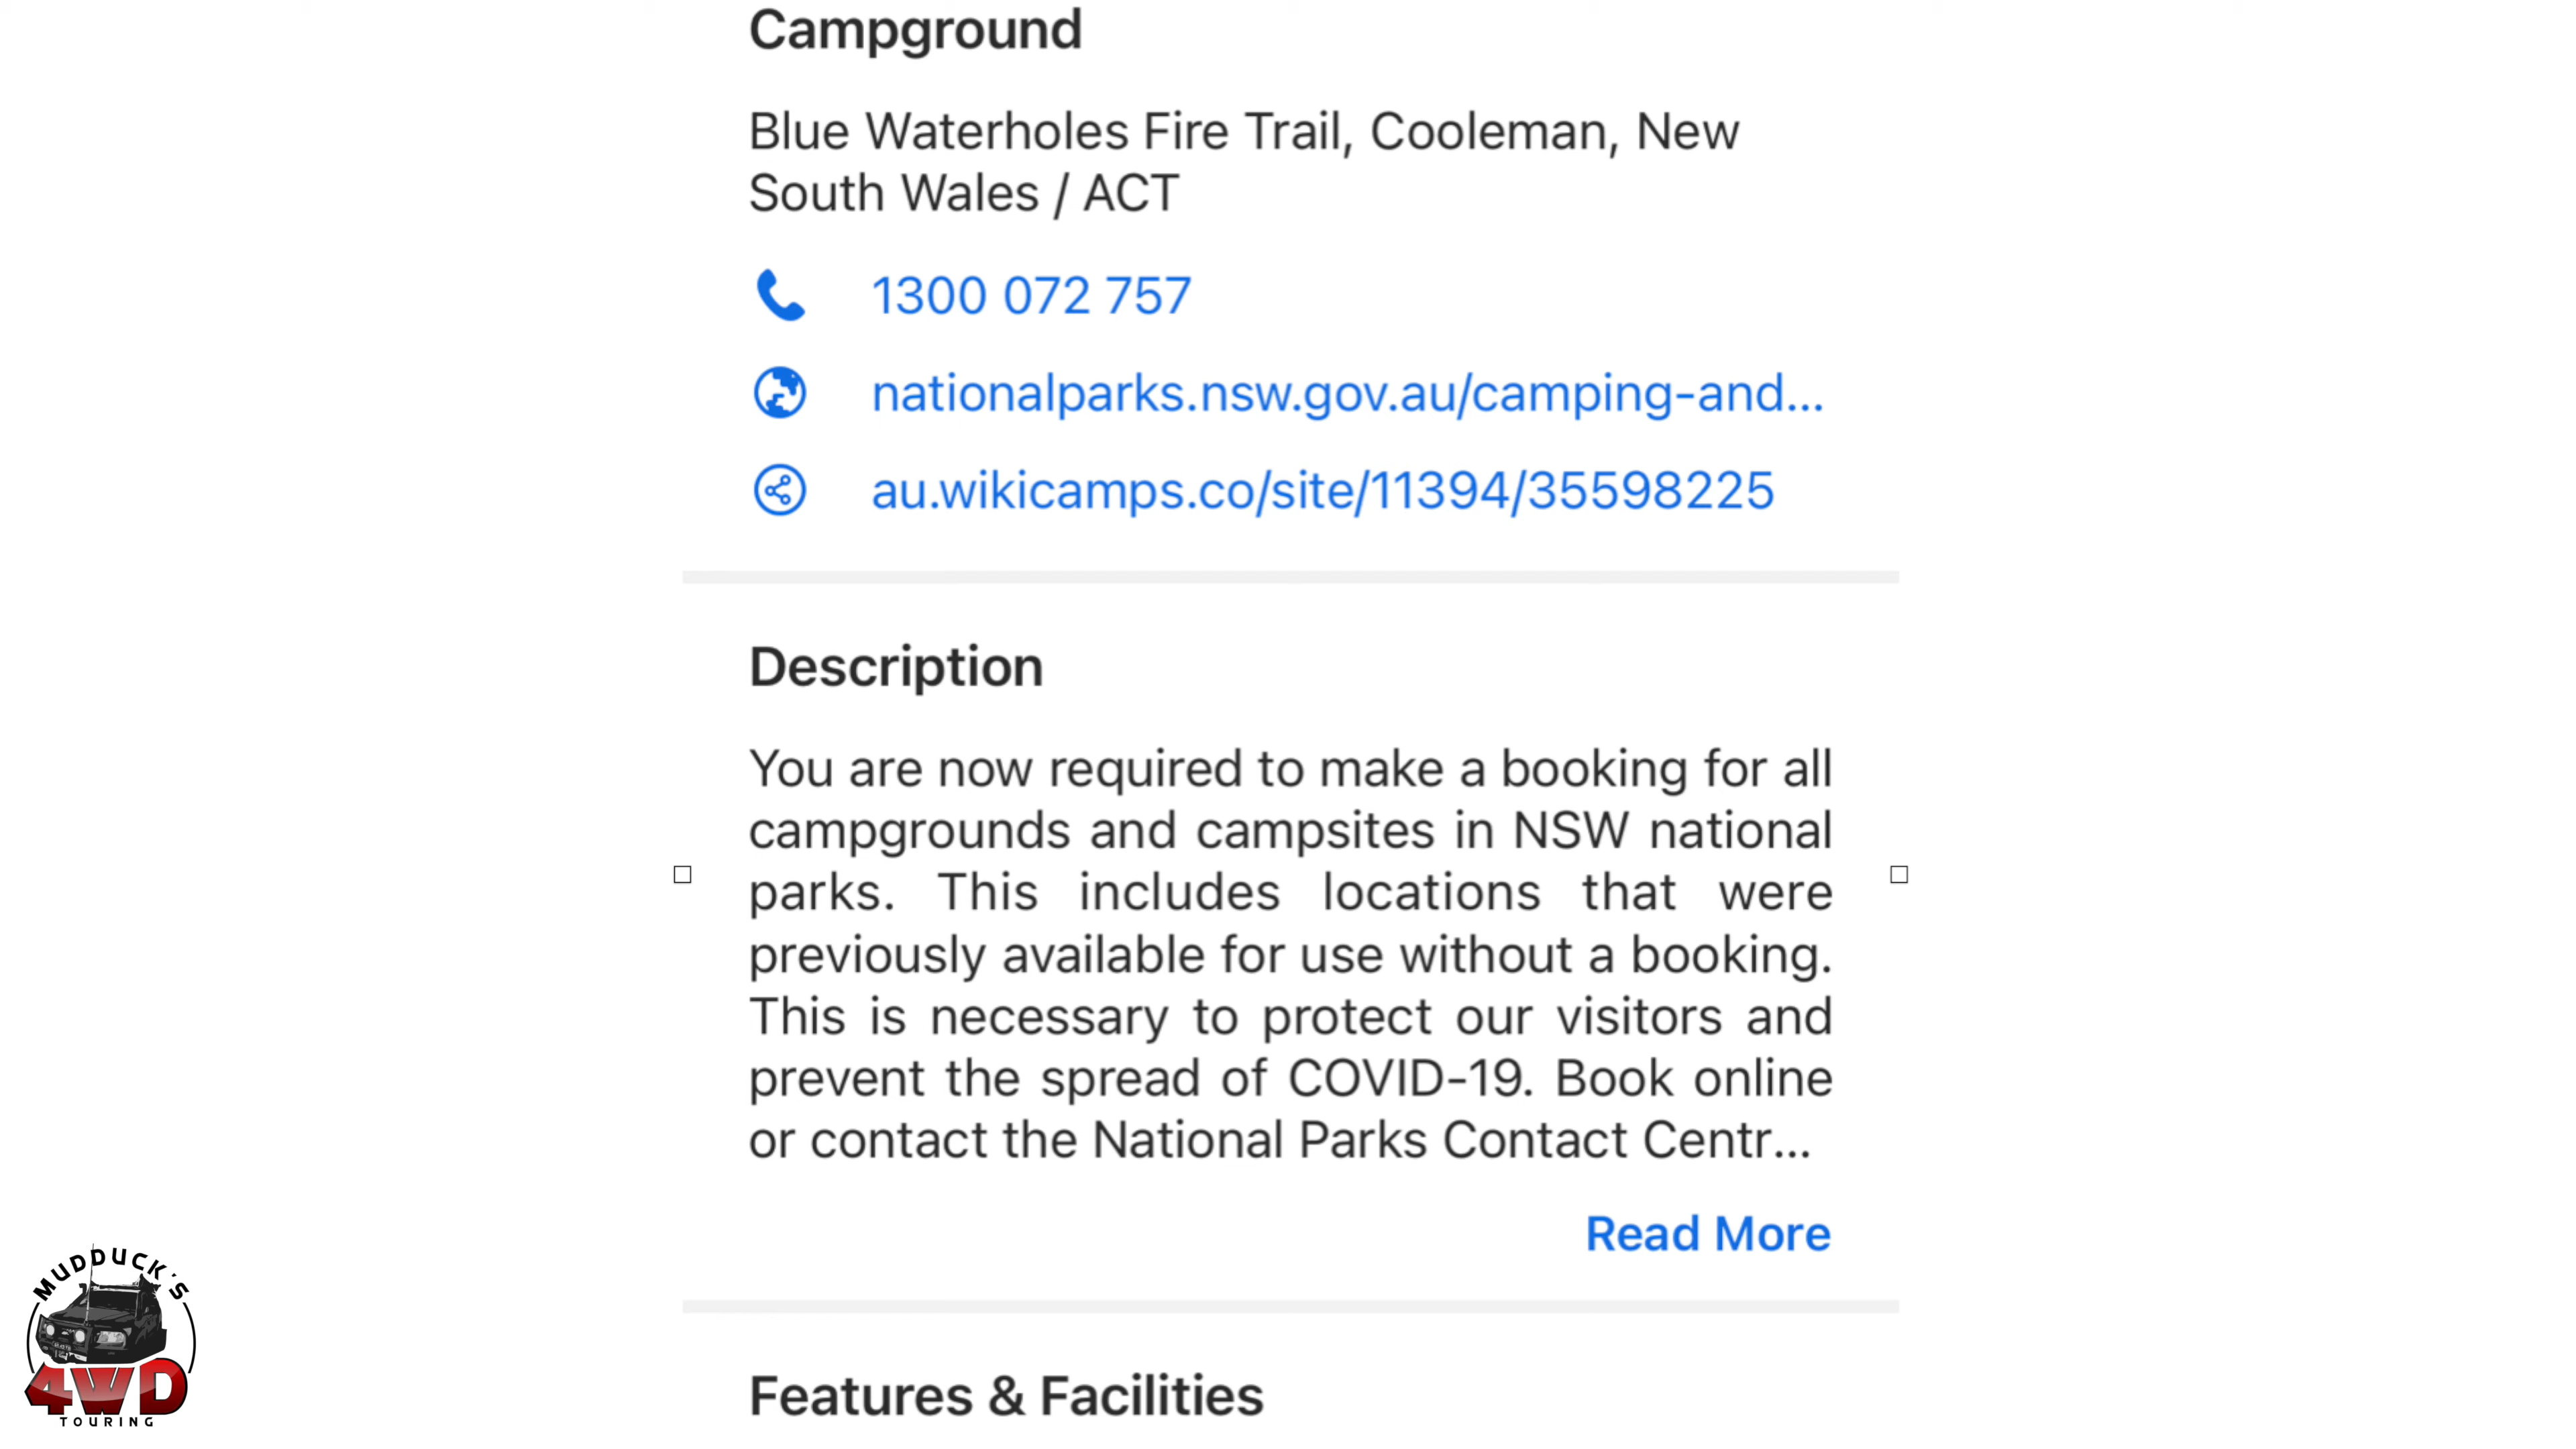 Campground
Blue Waterholes Fire Trail, Cooleman, New
South Wales / ACT
1300 072 757
nationalparks.nsw.gov.au/camping-and...
au.wikicamps.co/site/11394/35598225
Description
You are now required to make a booking for all
campgrounds and campsites in NSW national
parks. This includes locations that were
previously available for use without a booking.
This is necessary to protect our visitors and
prevent the spread of COVID-19. Book online
or contact the National Parks Contact Centr...
Read More
Features & Facilities
MUDDUCK'S
4WD
TOURING